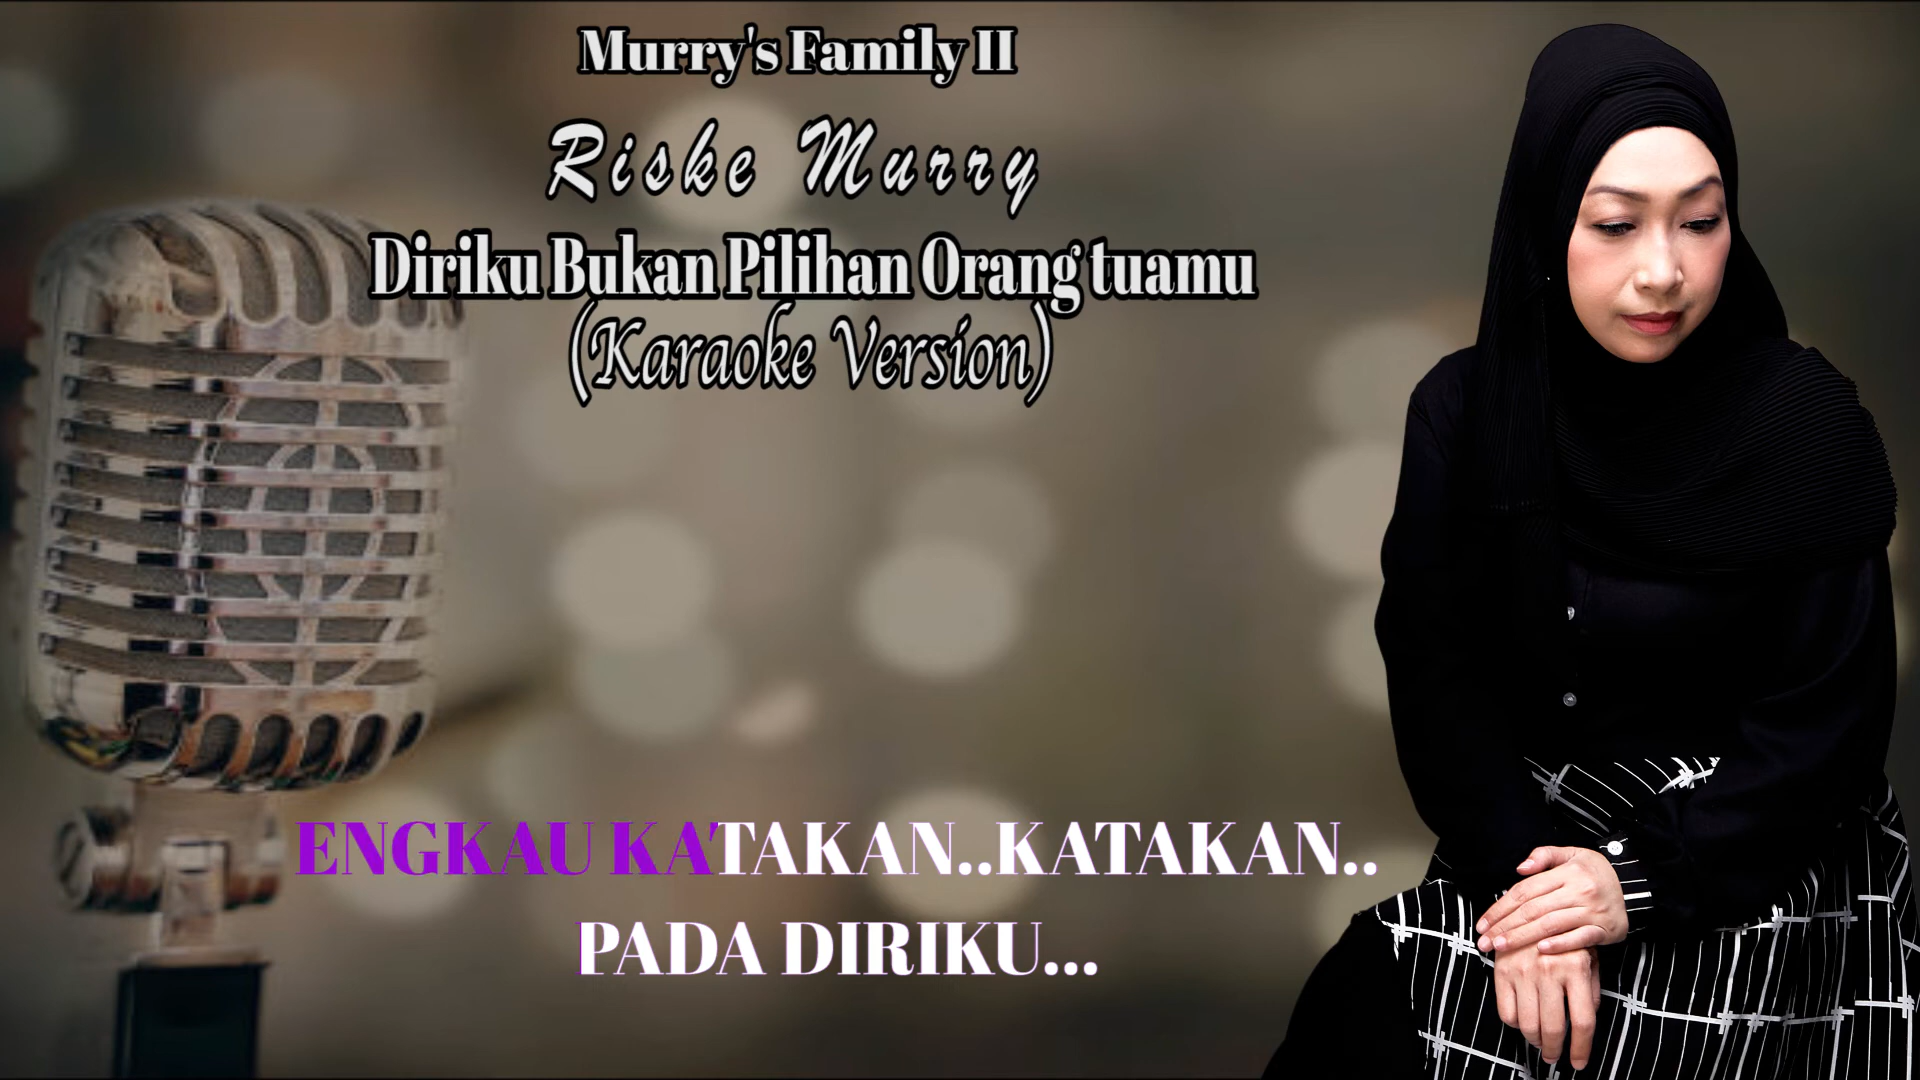 Murry's Family II
Riske Murry
Diriku Bukan Pilihan Orang tuamu
(Karaoke Version)
ENGKAU KATAKAN..KATAKAN..
PADA DIRIKU...